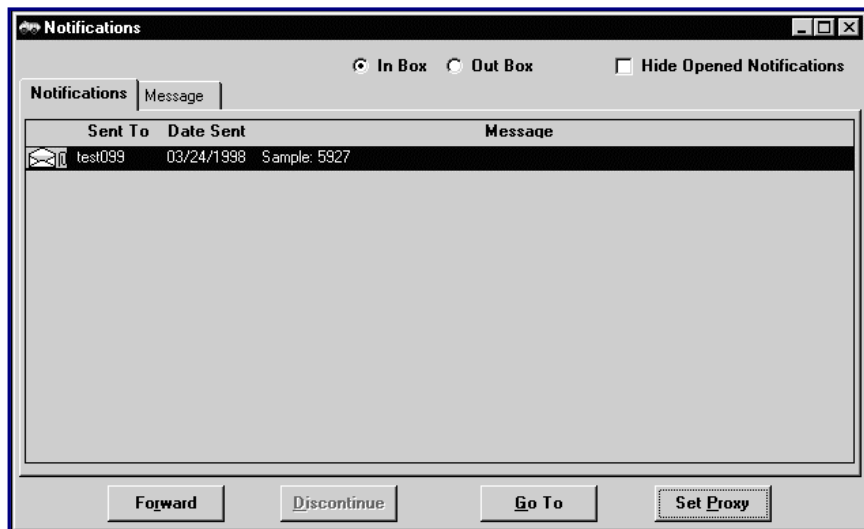 Notifications
In Box Out Box Hide Opened Notifications
Notifications Message
Sent To Date Sent Message
test099 03/24/1998 Sample: 5927
Forward Discontinue Go To Set Proxy